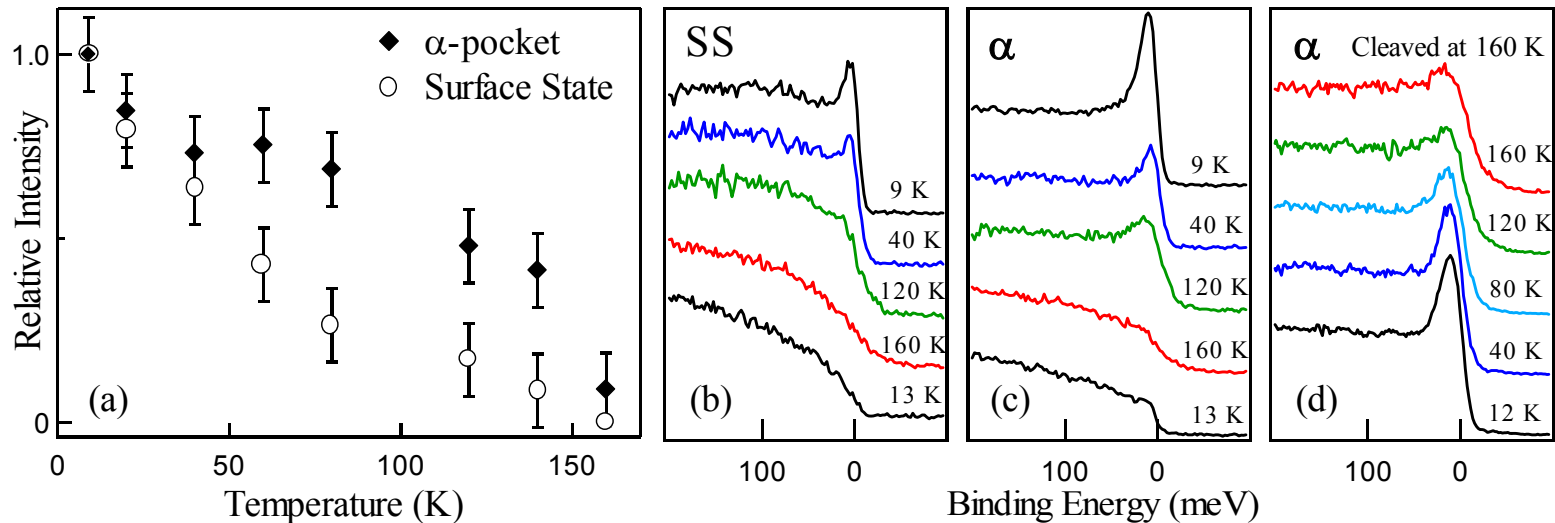 α-pocket
Surface State
1.0
0
Relative Intensity
(a)
0
50
100
150
Temperature (K)
SS
9 K
40 K
120 K
160 K
13 K
(b)
100
0
α
9 K
40 K
120 K
160 K
13 K
(c)
100
0
α
Cleaved at 160 K
160 K
120 K
80 K
40 K
12 K
(d)
100
0
Binding Energy (meV)